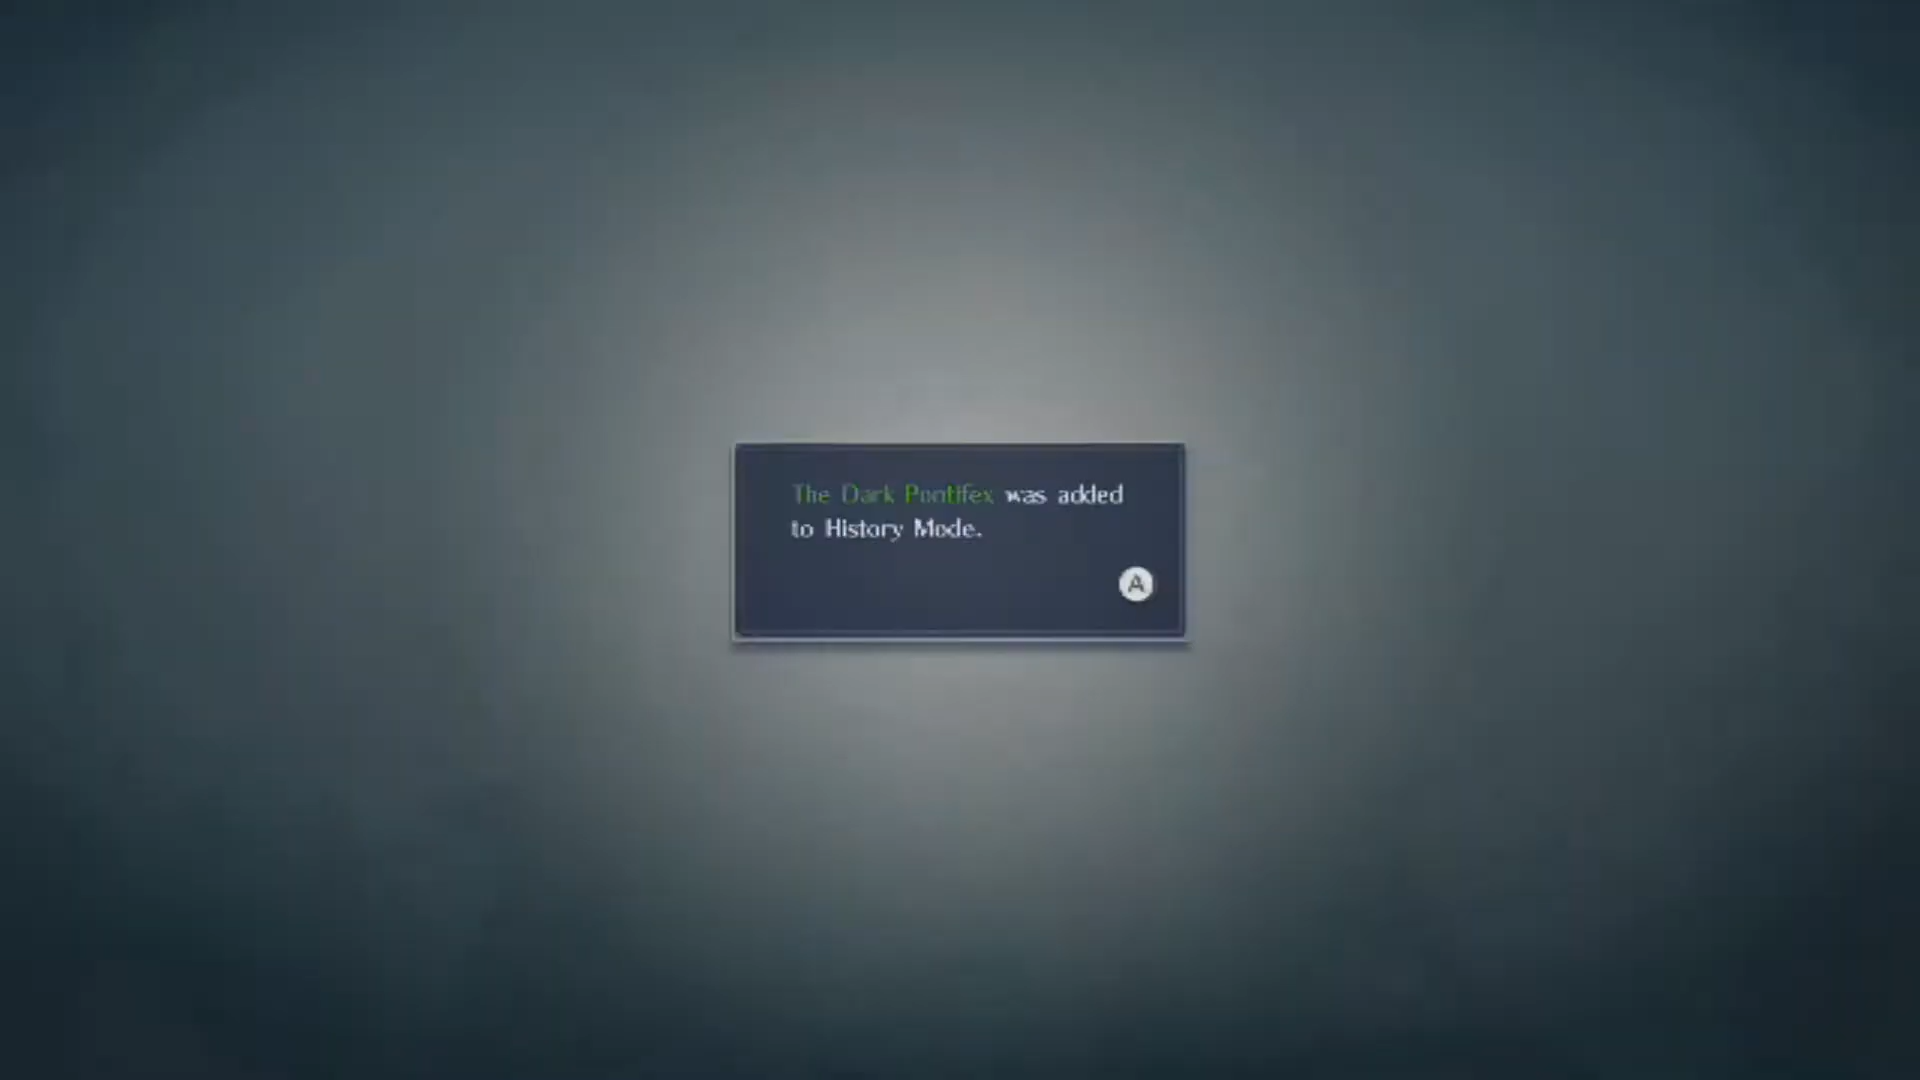 The Dark Pontifex was added
to History Mode.
A